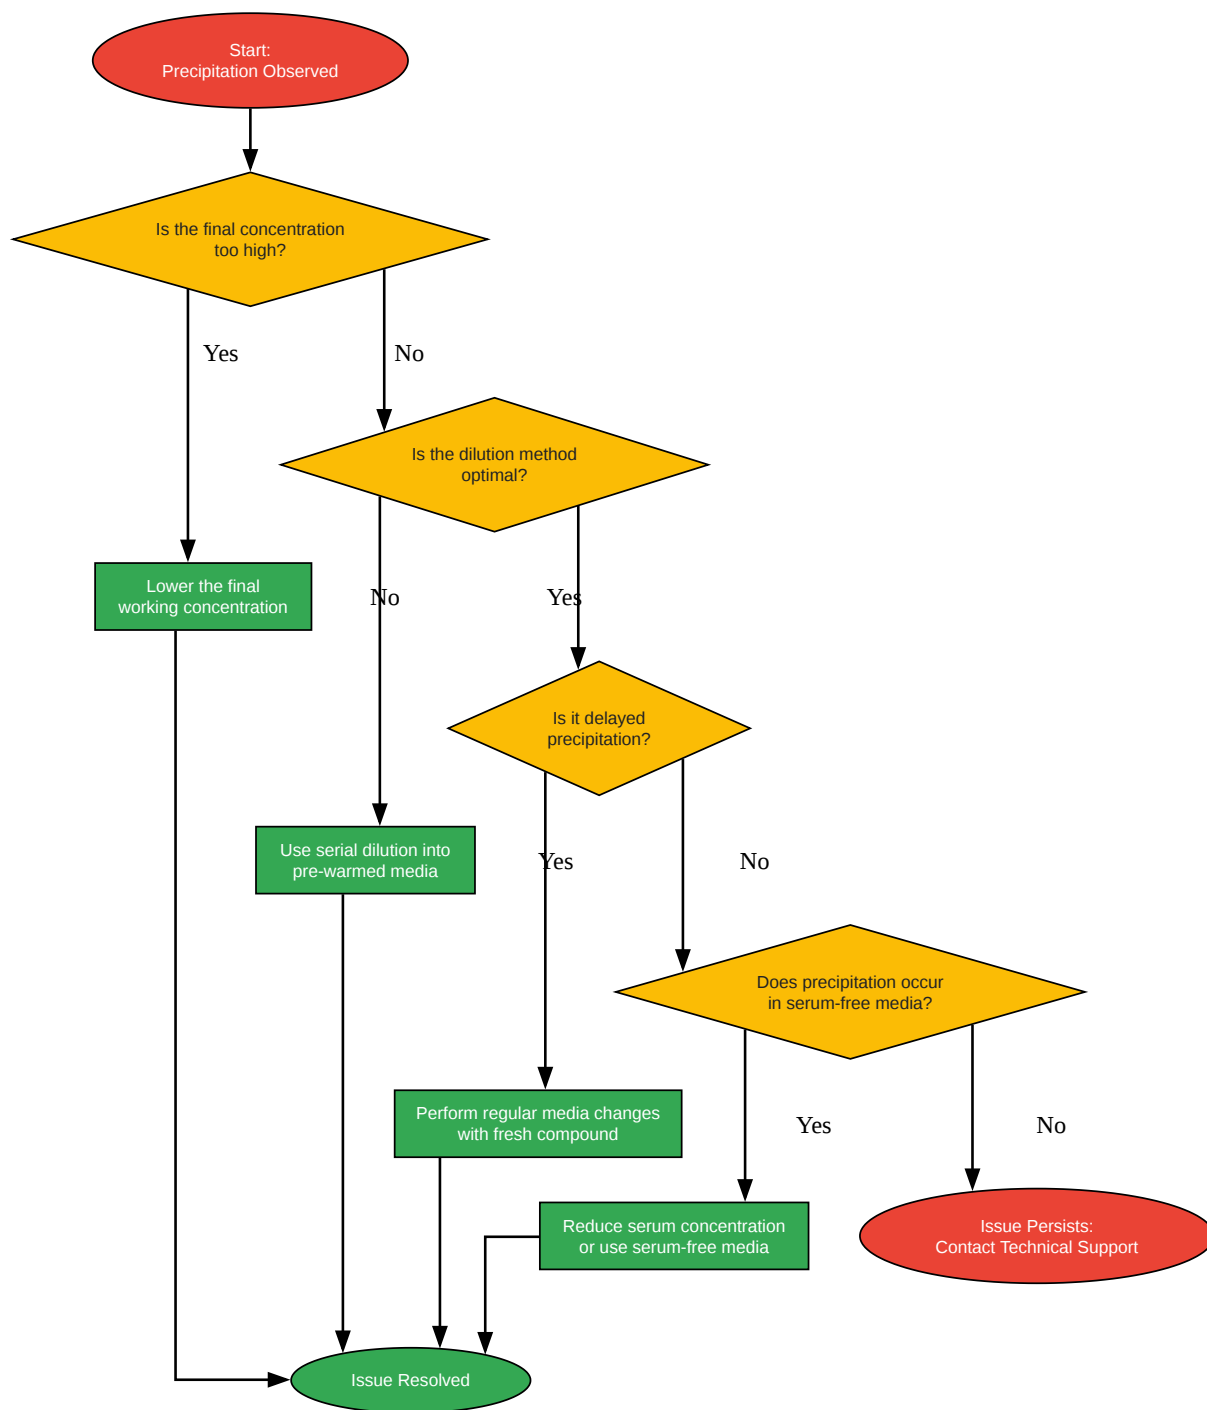 Start:
Precipitation Observed
Is the final concentration
too high?
Yes
No
Is the dilution method
optimal?
Lower the final
working concentration
No
Yes
Is it delayed
precipitation?
Use serial dilution into
pre-warmed media
Yes
No
Does precipitation occur
in serum-free media?
Perform regular media changes
with fresh compound
Yes
No
Reduce serum concentration
or use serum-free media
Issue Persists:
Contact Technical Support
Issue Resolved